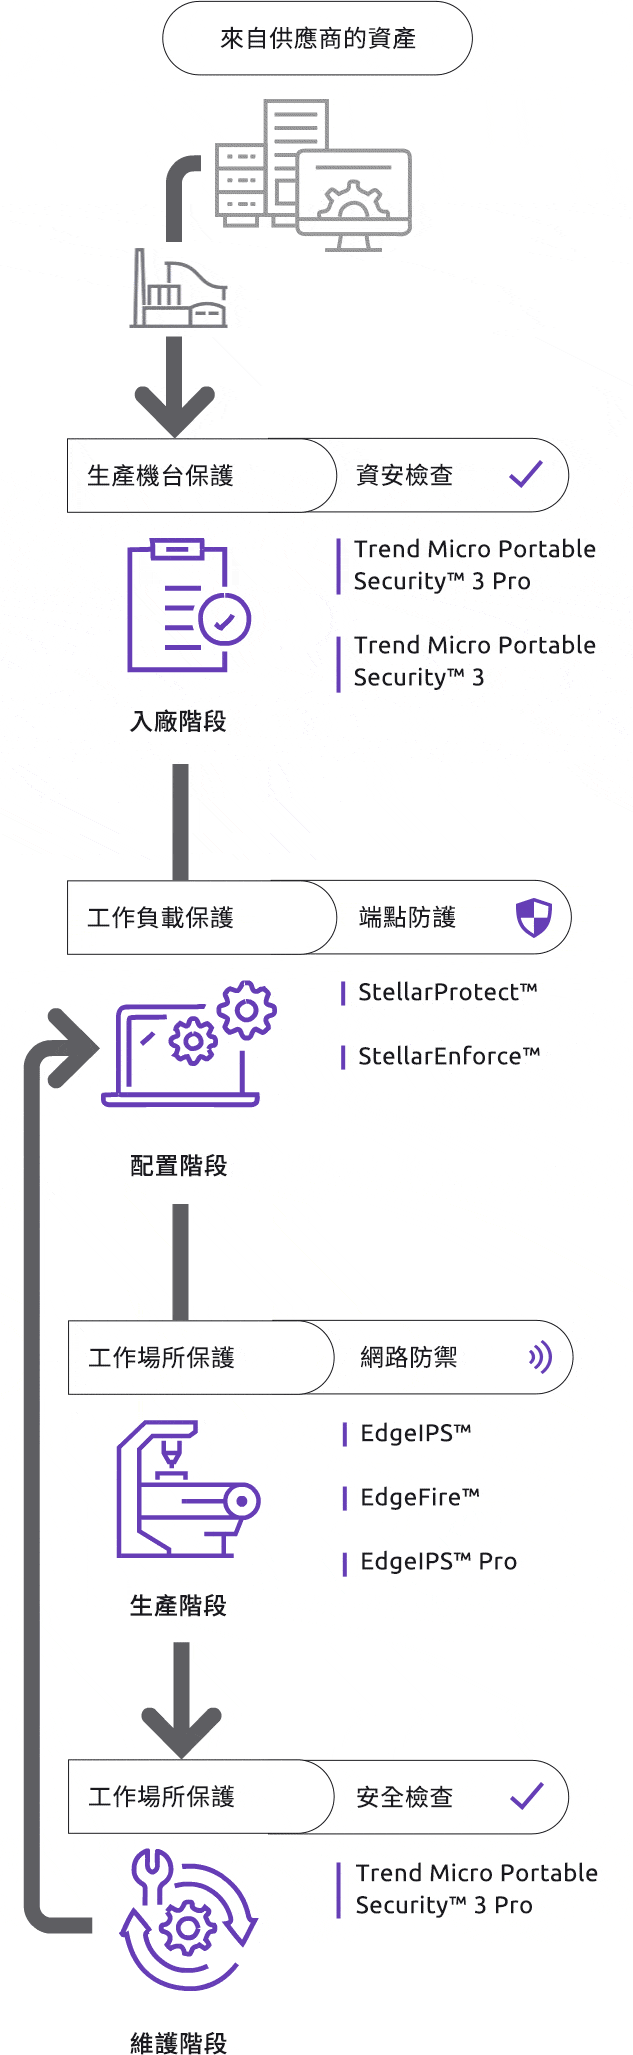 來自供應商的資產
生產機台保護
資安檢查
Trend Micro Portable
Security™ 3 Pro
Trend Micro Portable
Security™ 3
入廠階段
工作負載保護
端點防護
StellarProtect™
StellarEnforce™
配置階段
工作場所保護
網路防禦
EdgeIPS™
EdgeFire™
EdgeIPS™ Pro
生產階段
工作場所保護
安全檢查
Trend Micro Portable
Security™ 3 Pro
維護階段